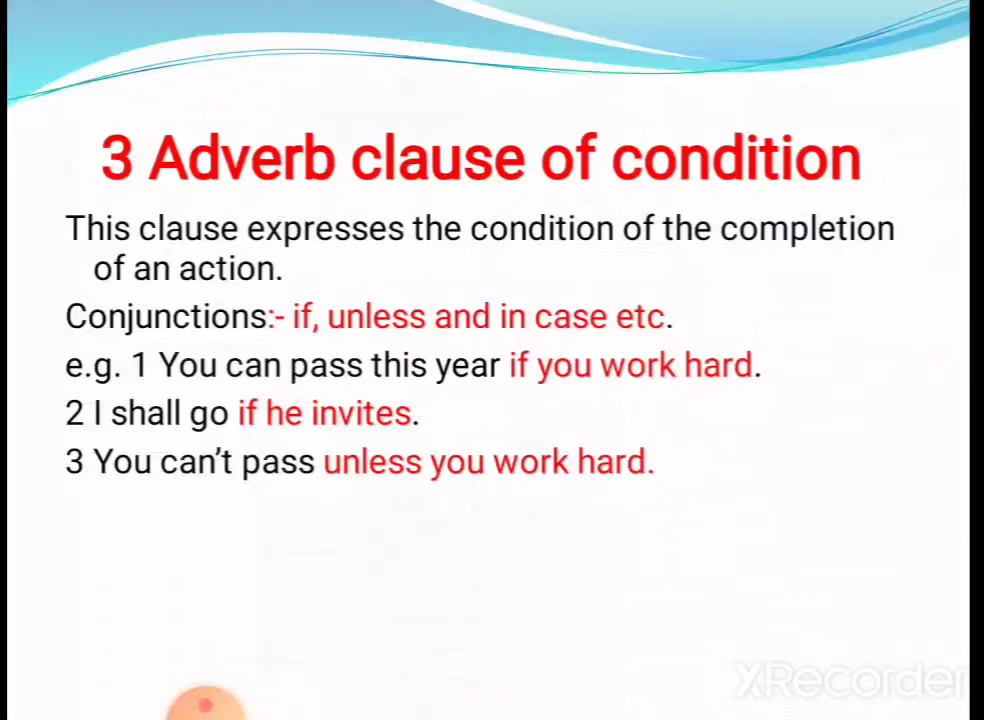 3 Adverb clause of condition
This clause expresses the condition of the completion
of an action.
Conjunctions:- if, unless and in case etc.
e.g. 1 You can pass this year if you work hard.
2 I shall go if he invites.
3 You can't pass unless you work hard.
XRecorder